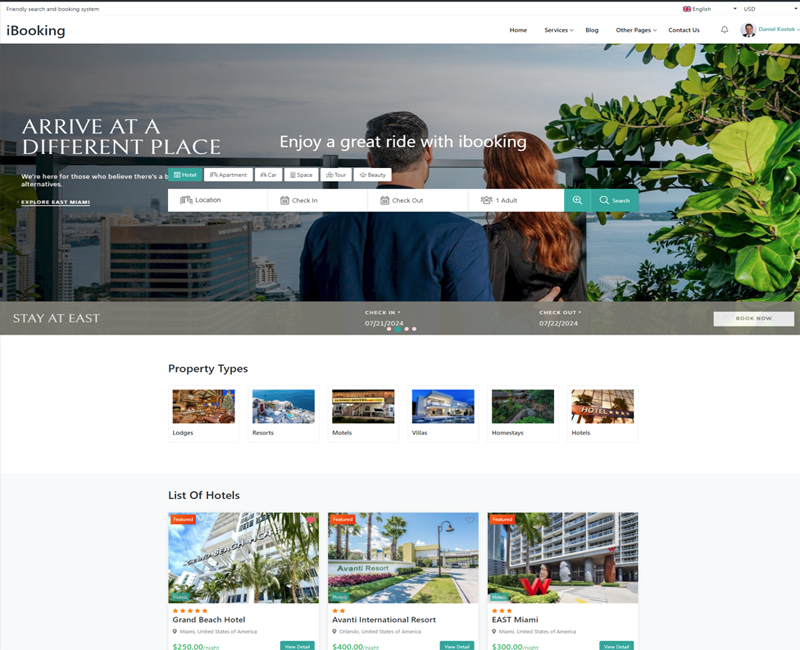 Friendly search and booking system
English
USD
iBooking
Home
Services
Blog
Other Pages
Contact Us
Daniel Kostek
ARRIVE AT A
DIFFERENT PLACE
Enjoy a great ride with ibooking
We're here for those who believe there's a b
alternatives.
EXPLORE EAST MIAMI
Hotel
Apartment
Car
Space
Tour
Beauty
Location
Check In
Check Out
1 Adult
Search
STAY AT EAST
CHECK IN
07/21/2024
CHECK OUT
07/22/2024
BOOK NOW
Property Types
Lodges
Resorts
Motels
Villas
Homestays
HOTEL
Hotels
List Of Hotels
Featured
GRAND BEACH HOTEL
Hotels
Featured
Avanti Resort
Hotels
Featured
W
Hotels
Grand Beach Hotel
Miami, United States of America
$250.00/night
View Detail
Avanti International Resort
Orlando, United States of America
$400.00/night
View Detail
EAST Miami
Miami, United States of America
$300.00/night
View Detail